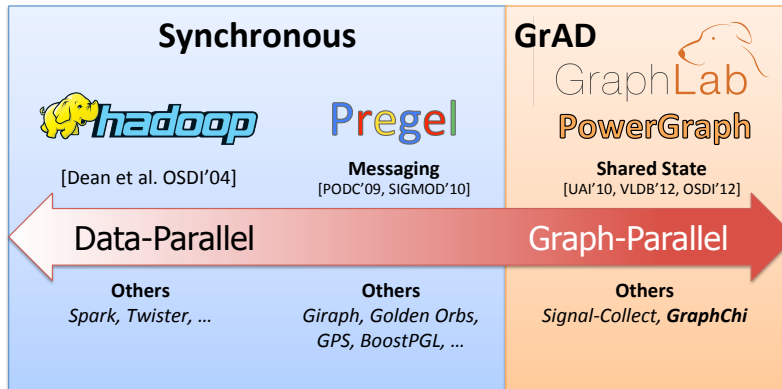 Synchronous
GrAD
hadoop
Pregel
GraphLab
PowerGraph
[Dean et al. OSDI'04]
Messaging
[PODC'09, SIGMOD'10]
Shared State
[UAI'10, VLDB'12, OSDI'12]
Data-Parallel
Graph-Parallel
Others
Spark, Twister, …
Others
Giraph, Golden Orbs,
GPS, BoostPGL, …
Others
Signal-Collect, GraphChi